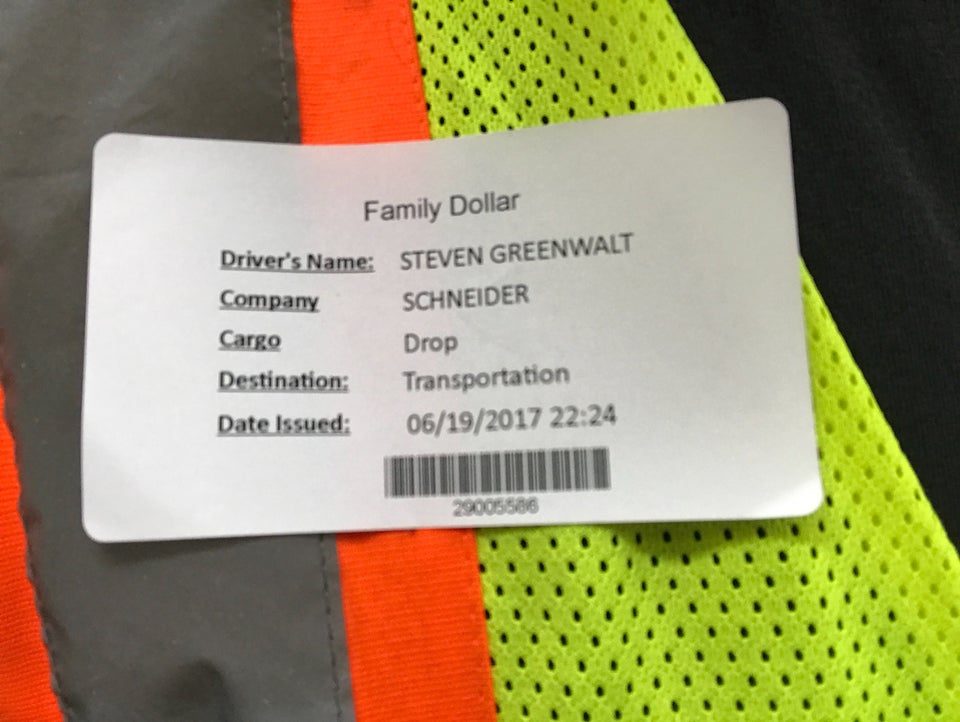 Family Dollar
Driver's Name: STEVEN GREENWALT
Company SCHNEIDER
Cargo Drop
Destination: Transportation
Date Issued: 06/19/2017 22:24
29005586